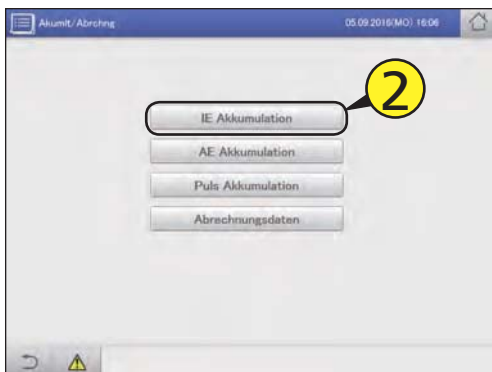 Akumlt/Abrchng 05.09.2016(MO) 16:06
2
IE Akkumulation
AE Akkumulation
Puls Akkumulation
Abrechnungsdaten